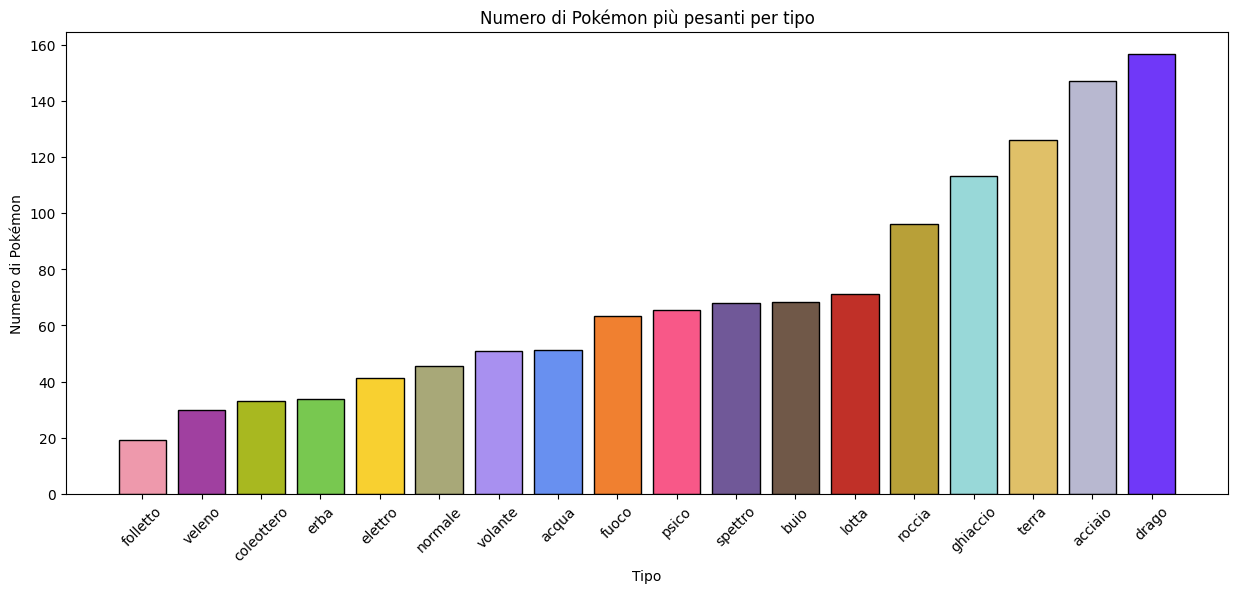 Numero di Pokémon più pesanti per tipo
160
140
120
100
80
60
40
20
0
Numero di Pokémon
folletto
veleno
coleottero
erba
elettro
normale
volante
acqua
fuoco
psico
spettro
buio
lotta
roccia
ghiaccio
terra
acciaio
drago
Tipo